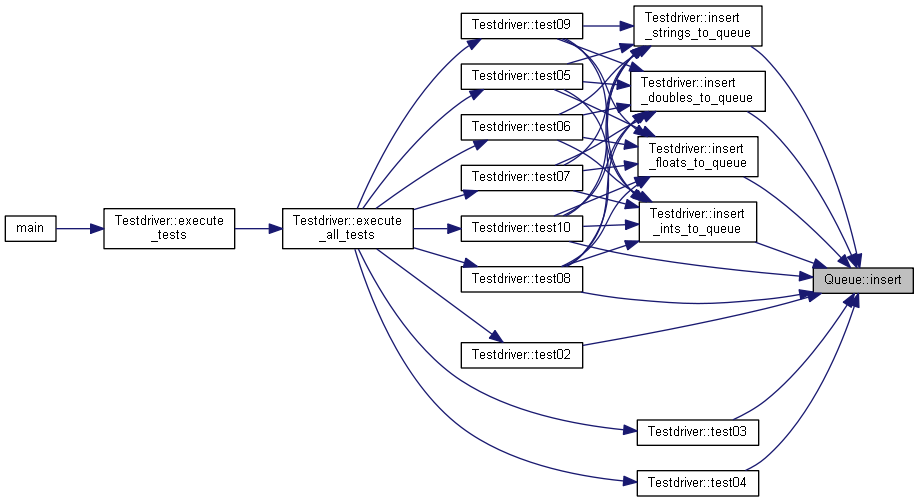 main
Testdriver::execute
_tests
Testdriver::execute
_all_tests
Testdriver::test09
Testdriver::test05
Testdriver::test06
Testdriver::test07
Testdriver::test10
Testdriver::test08
Testdriver::test02
Testdriver::insert
_strings_to_queue
Testdriver::insert
_doubles_to_queue
Testdriver::insert
_floats_to_queue
Testdriver::insert
_ints_to_queue
Testdriver::test03
Testdriver::test04
Queue::insert